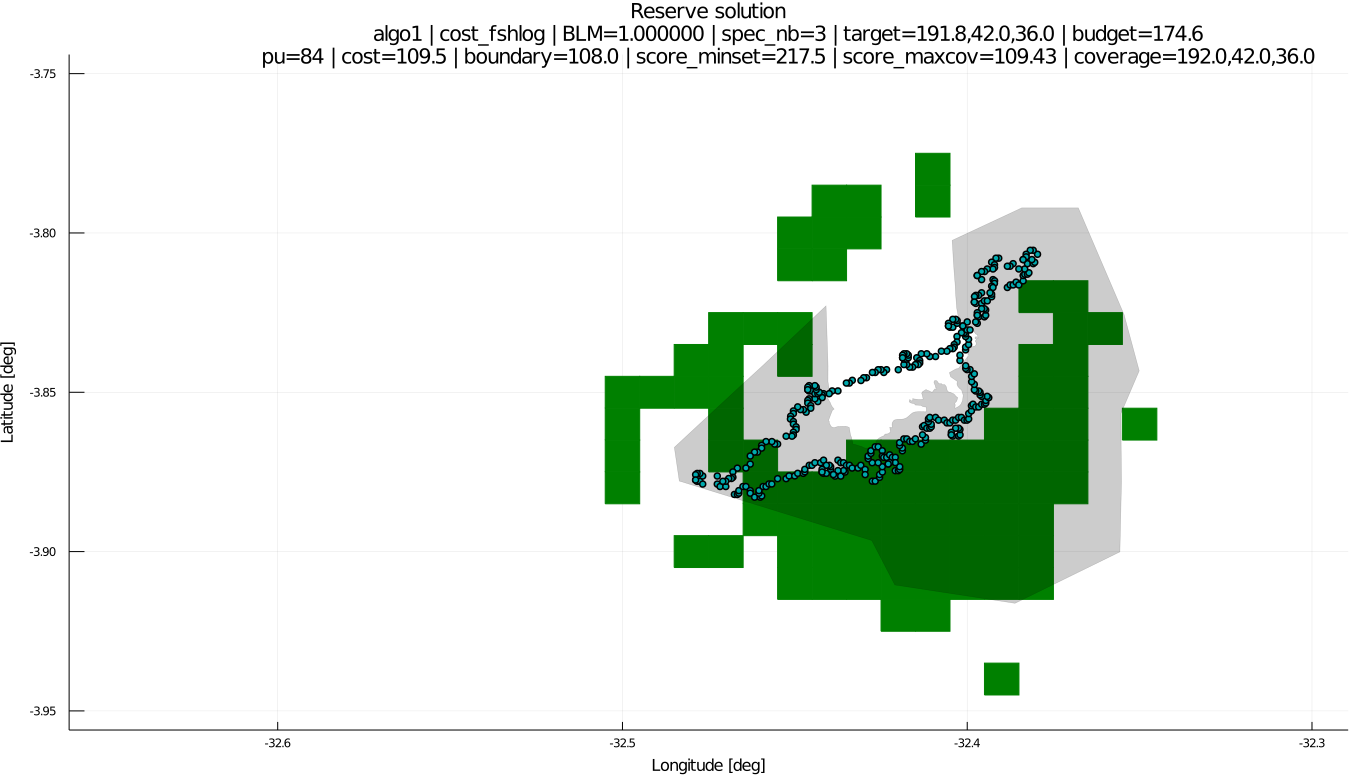 Reserve solution
algo1 | cost_fshlog | BLM=1.000000 | spec_nb=3 | target=191.8,42.0,36.0 | budget=174.6
pu=84 | cost=109.5 | boundary=108.0 | score_minset=217.5 | score_maxcov=109.43 | coverage=192.0,42.0,36.0
-3.75
-3.80
-3.85
-3.90
-3.95
Latitude [deg]
-32.6
-32.5
-32.4
-32.3
Longitude [deg]